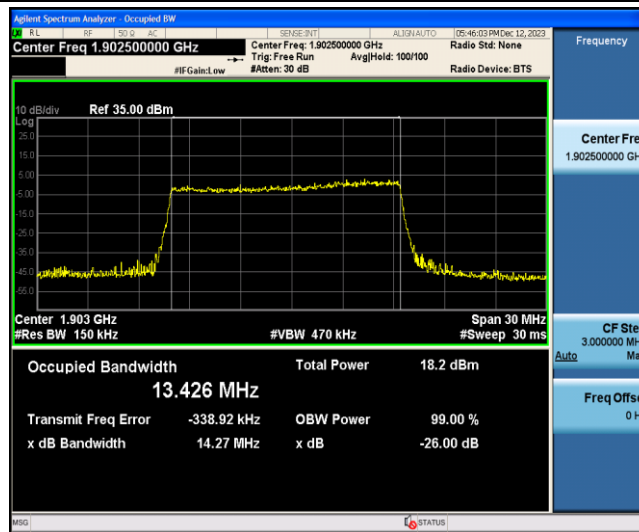 Agilent Spectrum Analyzer - Occupied BW
RL RF 50 Ω AC SENSE:INT ALIGNAUTO 05:46:03 PM Dec 12, 2023
Center Freq 1.902500000 GHz Center Freq: 1.902500000 GHz Radio Std: None Frequency
Trig: Free Run Avg|Hold: 100/100
#IFGain:Low #Atten: 30 dB Radio Device: BTS
10 dB/div Ref 35.00 dBm
Log
25.0
15.0
5.00
-5.00
-15.0
-25.0
-35.0
-45.0
-55.0
Center Fre
1.902500000 GH
Center 1.903 GHz Span 30 MHz
#Res BW 150 kHz #VBW 470 kHz #Sweep 30 ms
CF Ste
3.000000 MH
Auto Ma
Occupied Bandwidth Total Power 18.2 dBm
13.426 MHz
Transmit Freq Error -338.92 kHz OBW Power 99.00 %
x dB Bandwidth 14.27 MHz x dB -26.00 dB
Freq Offs
0 H
MSG STATUS